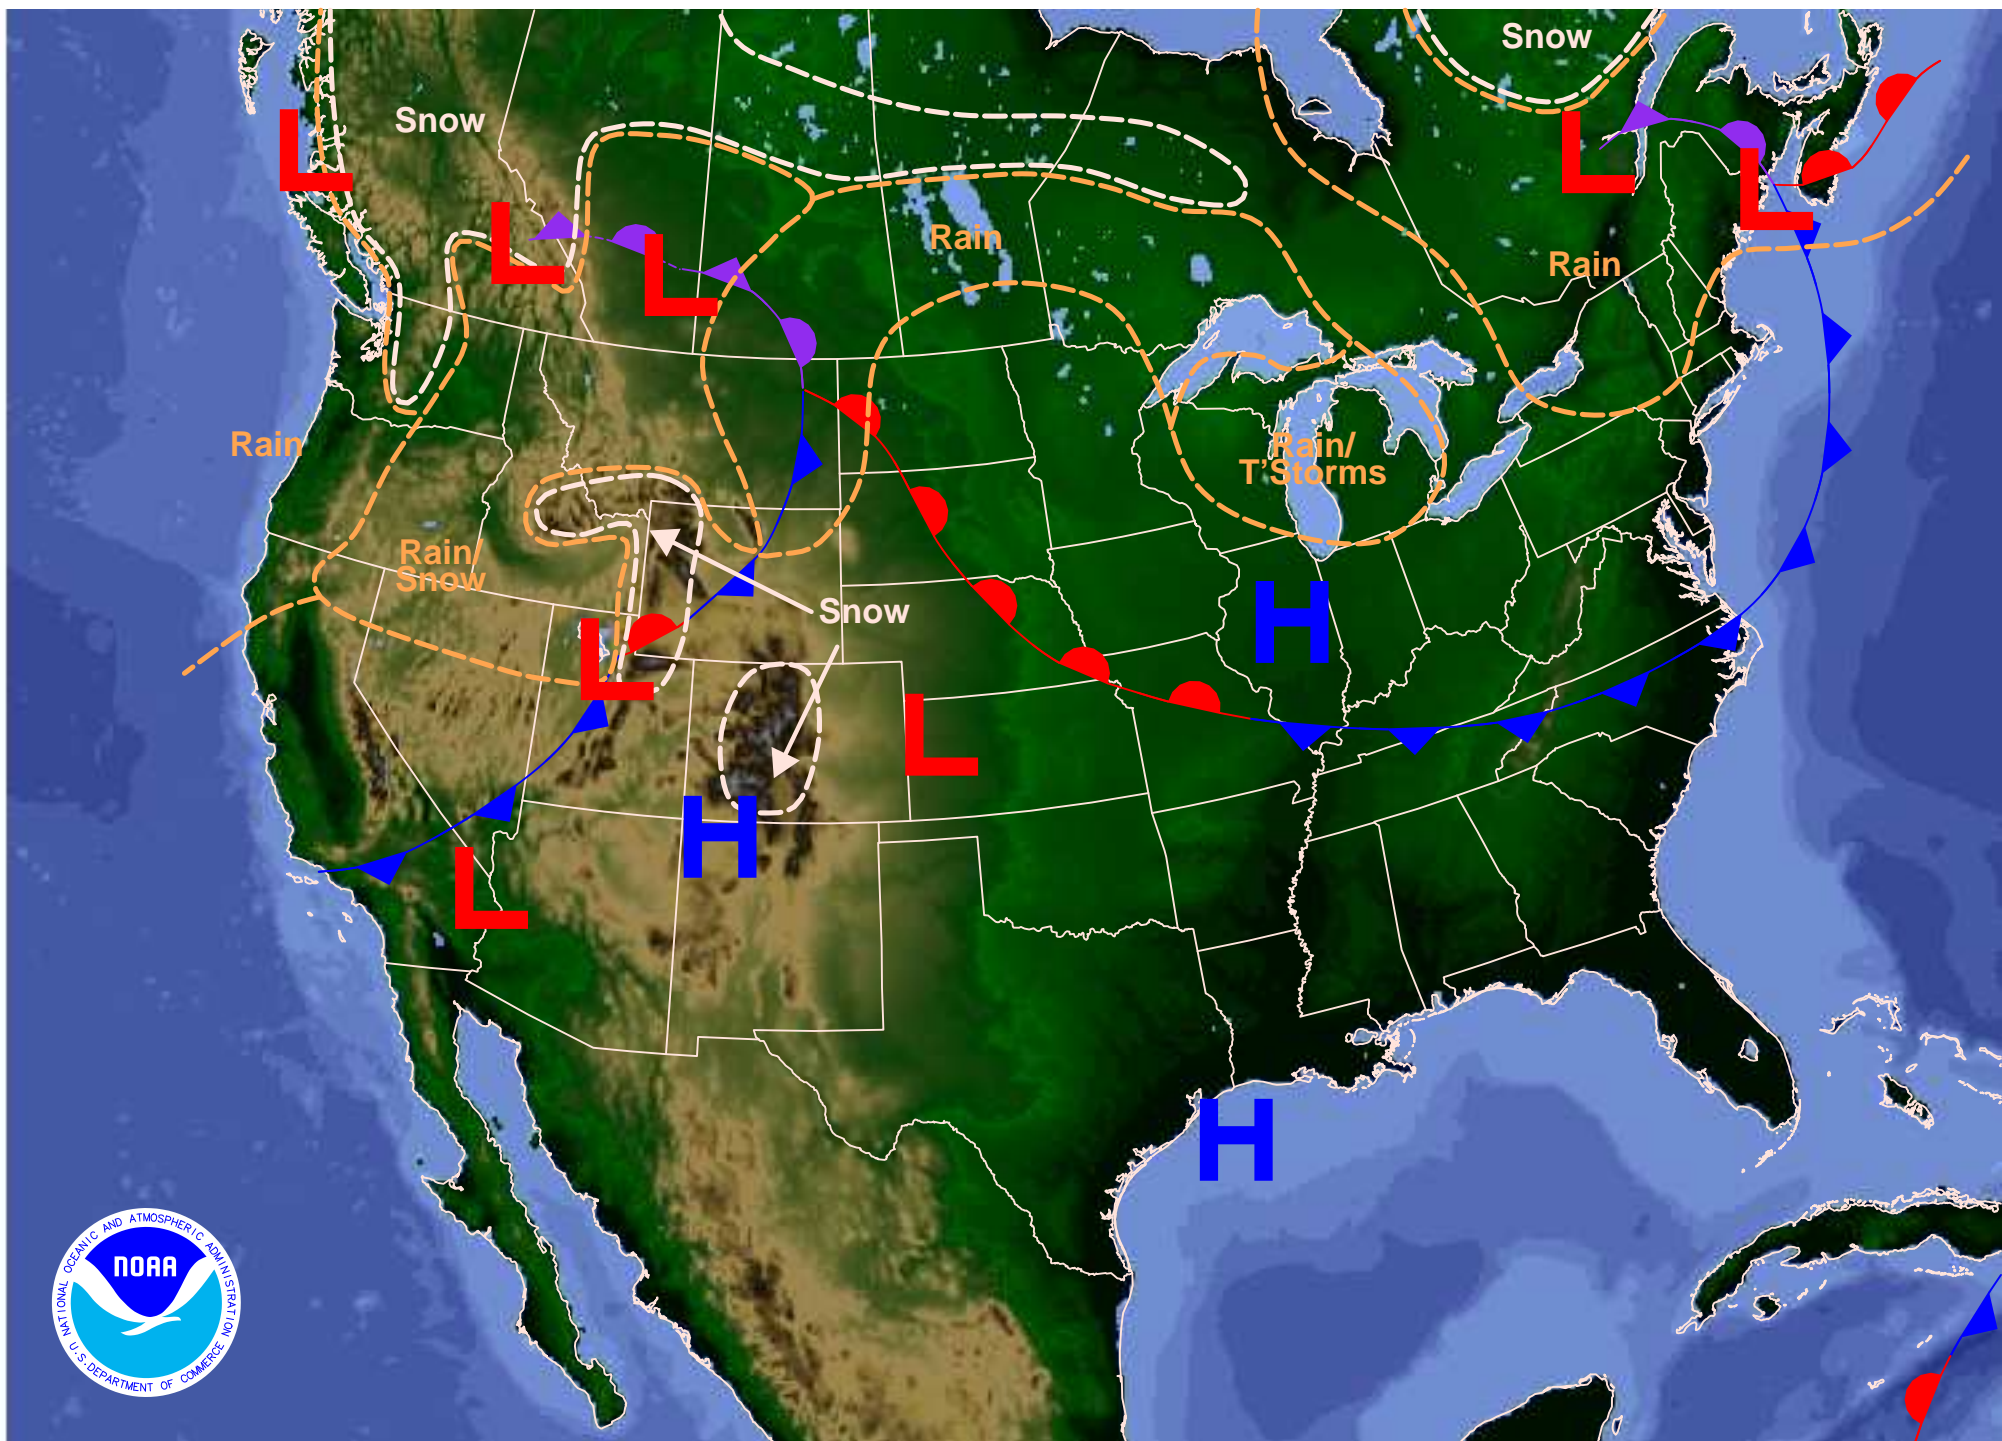 Snow
Snow
L
L
L
L
L
Rain
Rain
Rain
Rain/
T'Storms
Rain/
Snow
Snow
H
L
L
H
L
H
NATIONAL OCEANIC AND ATMOSPHERIC ADMINISTRATION
NOAA
U.S. DEPARTMENT OF COMMERCE